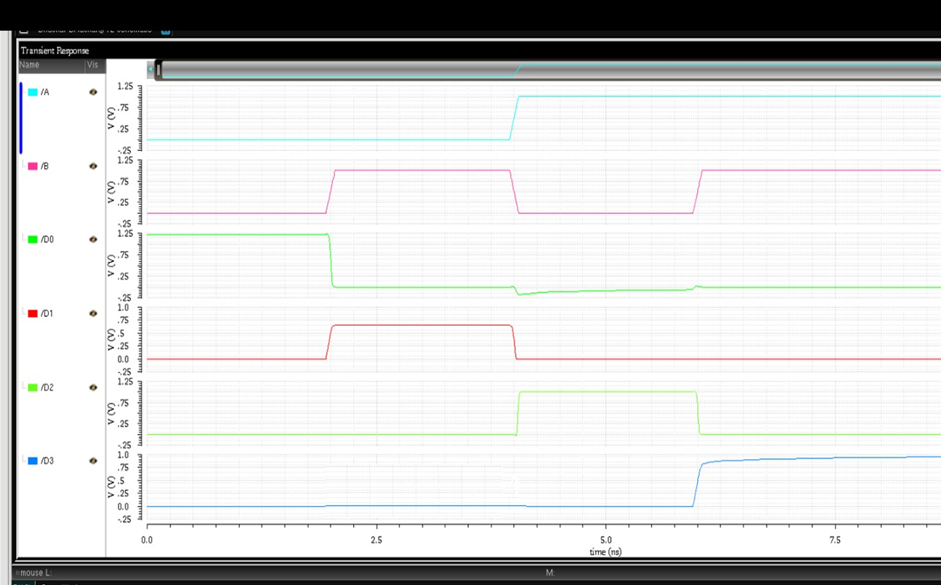 Transient Response
Name Vis
/A
1.25
.75
.25
-.25
V (V)
/B
1.25
.75
.25
-.25
V (V)
/D0
1.25
.75
.25
-.25
V (V)
/D1
1.0
.75
.5
.25
0.0
-.25
V (V)
/D2
1.25
.75
.25
-.25
V (V)
/D3
1.0
.75
.5
.25
0.0
-.25
V (V)
0.0 2.5 5.0 7.5
time (ns)
mouse L: M: